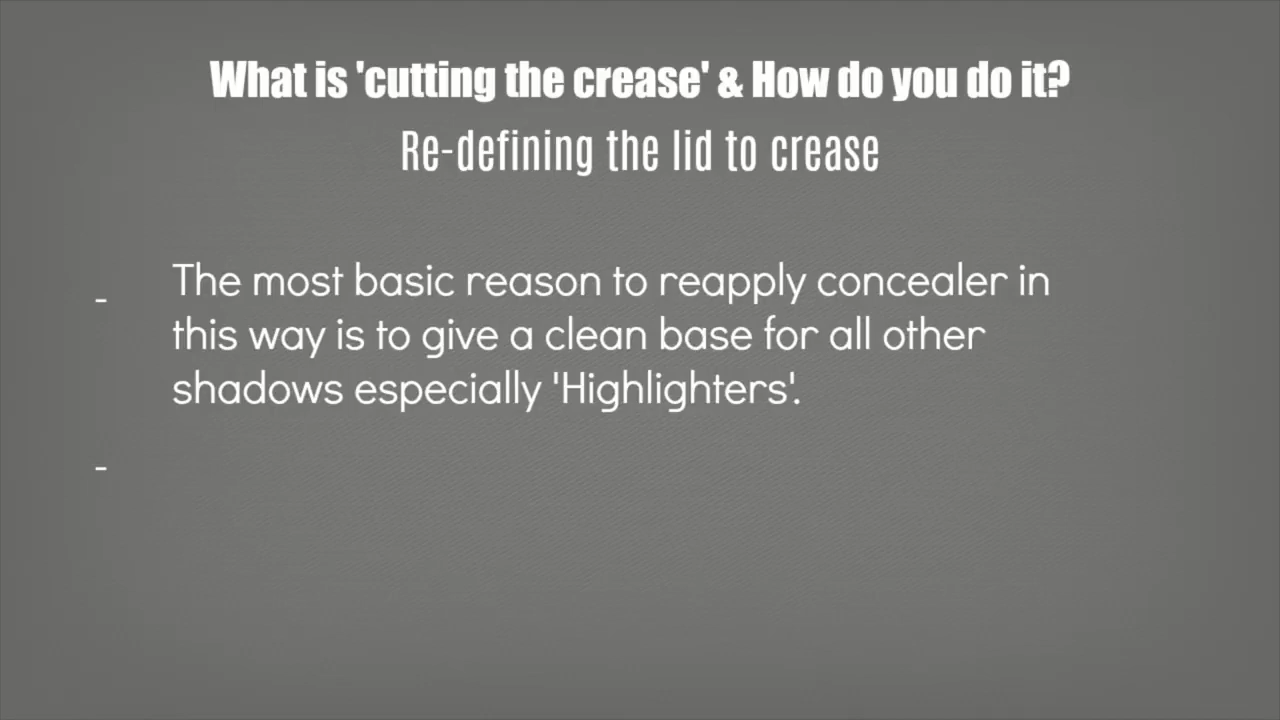 What is 'cutting the crease' & How do you do it?
Re-defining the lid to crease
- The most basic reason to reapply concealer in
this way is to give a clean base for all other
shadows especially 'Highlighters'.
-